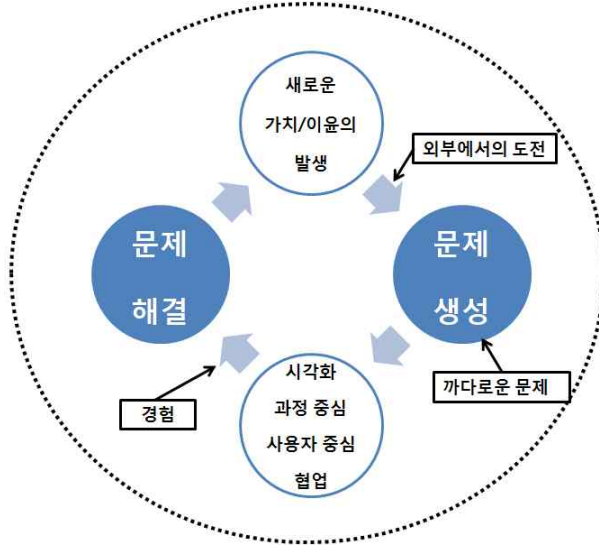 새로운
가치/이윤의
발생
외부에서의 도전
문제
해결
문제
생성
시각화
과정 중심
사용자 중심
협업
까다로운 문제
경험